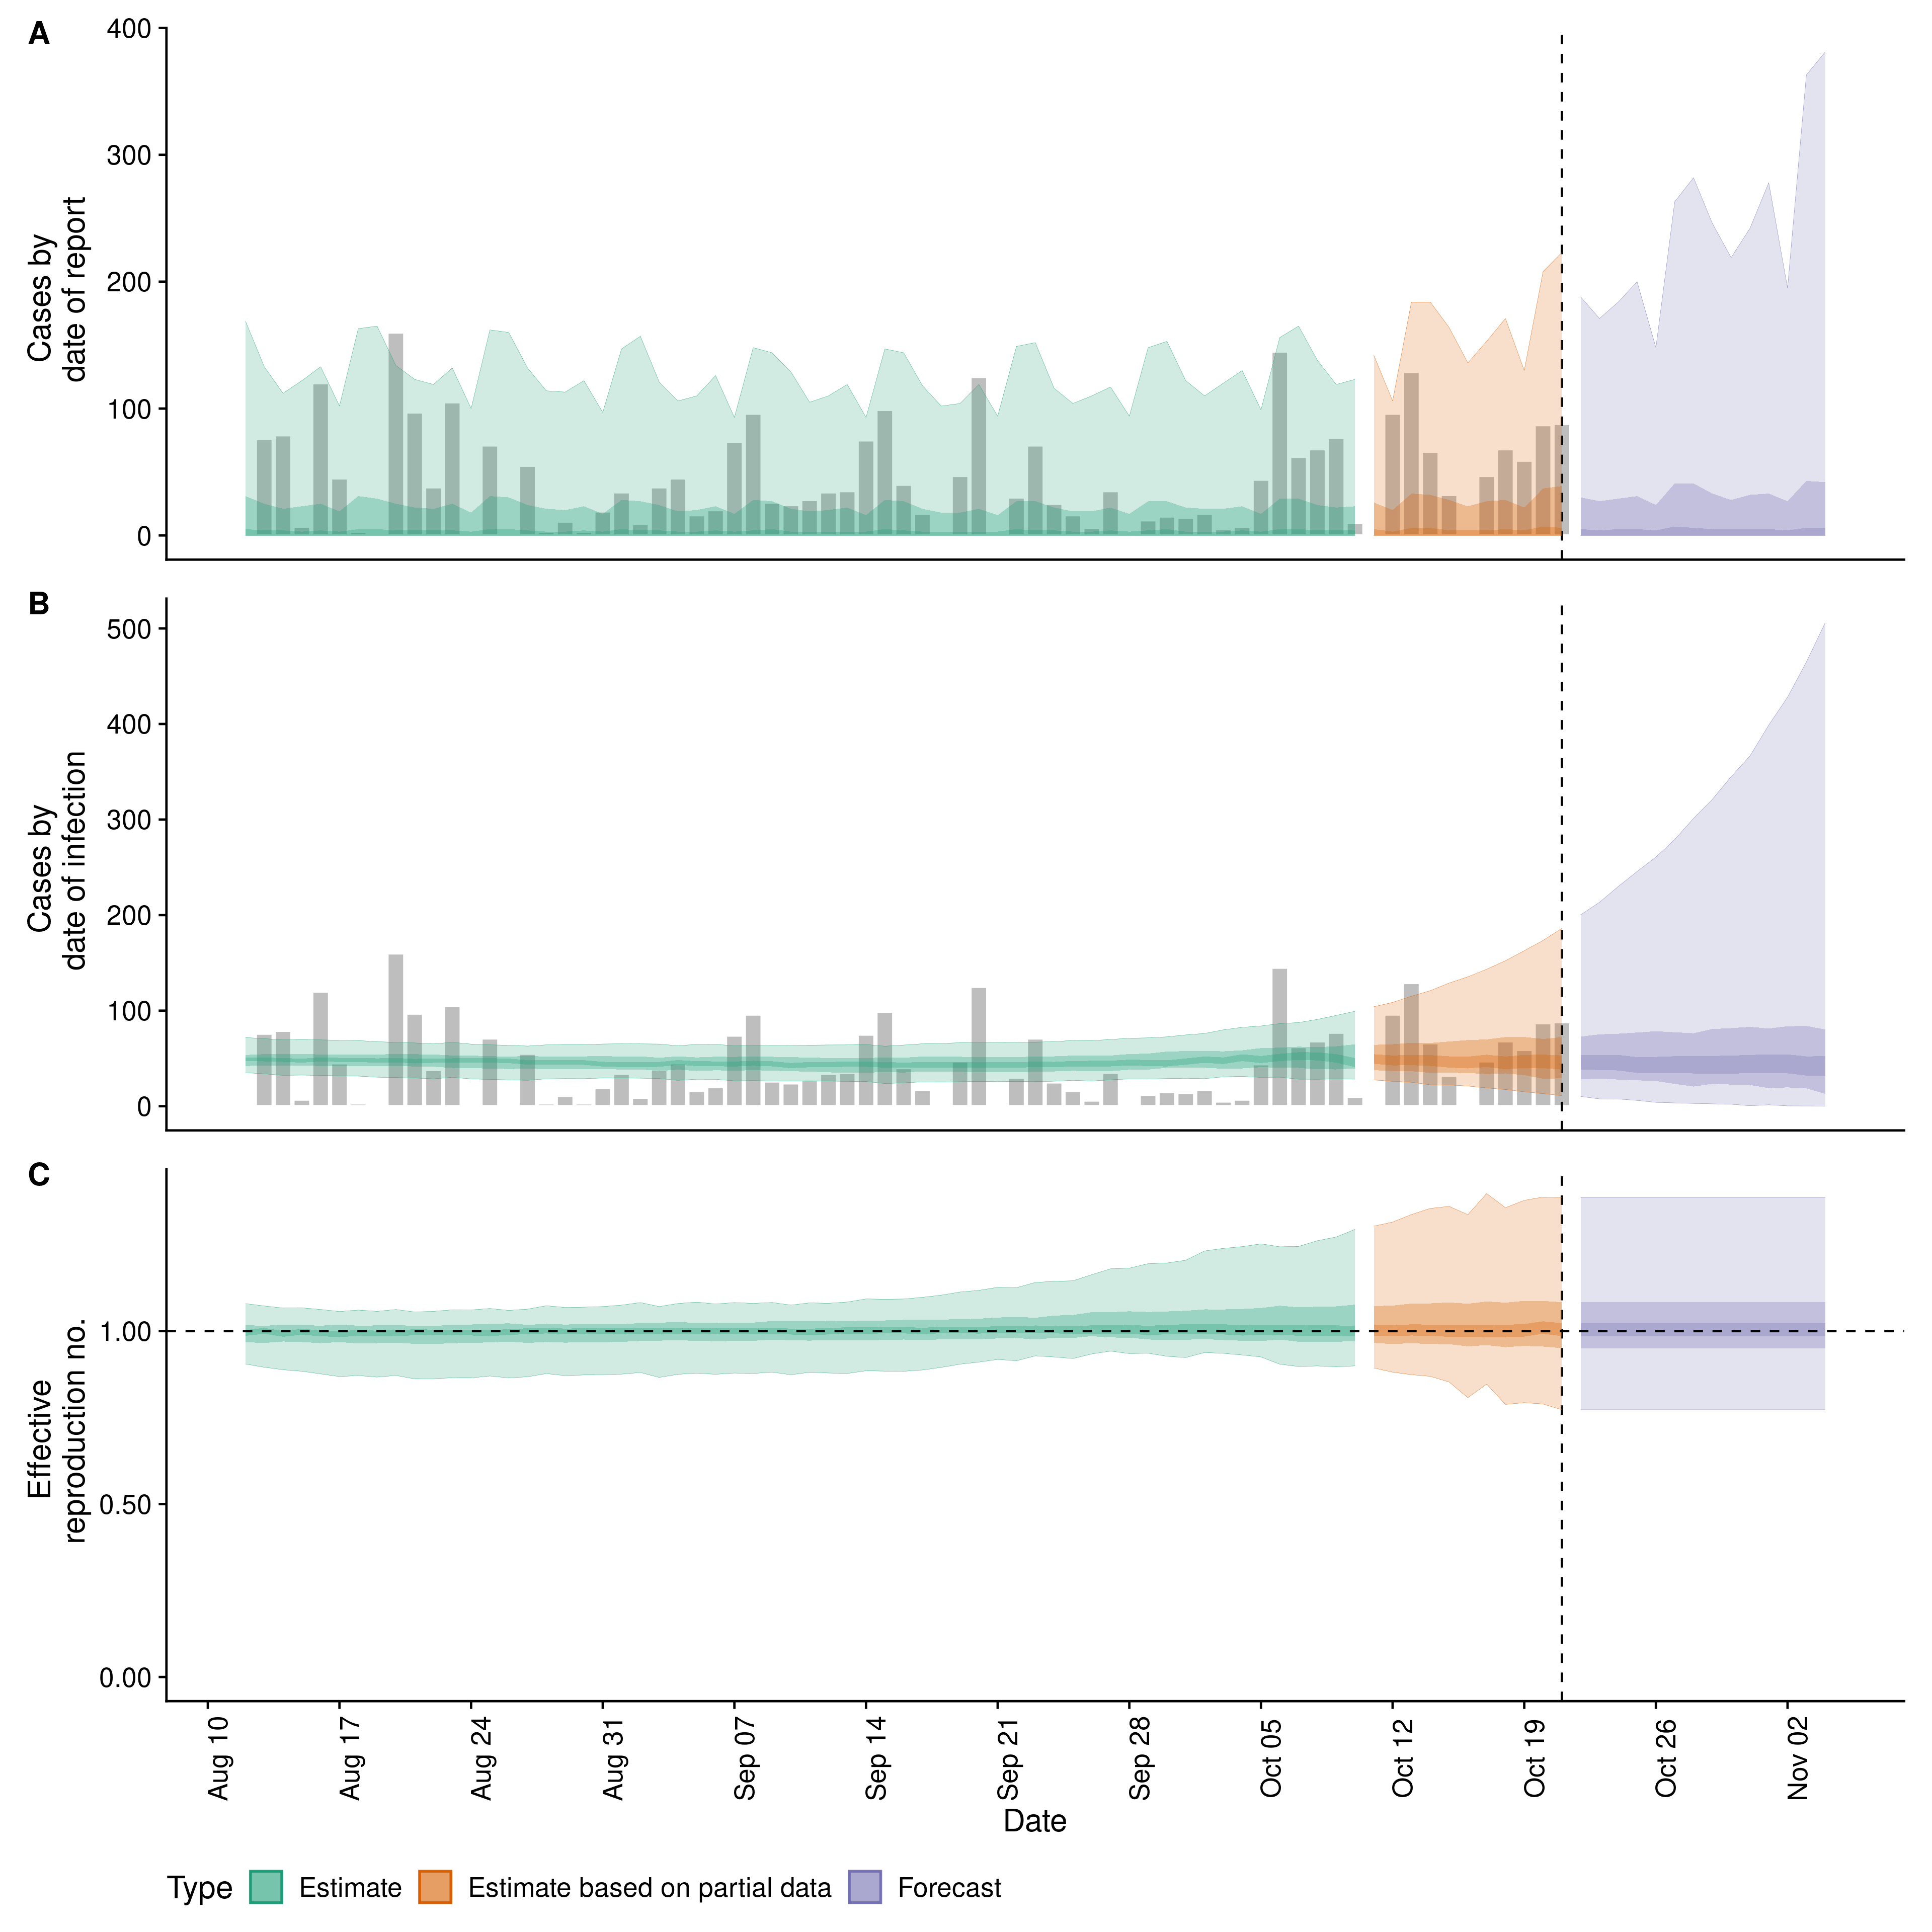 A
Cases by
date of report
400
300
200
100
0
B
Cases by
date of infection
500
400
300
200
100
0
C
Effective
reproduction no.
1.00
0.50
0.00
Aug 10
Aug 17
Aug 24
Aug 31
Sep 07
Sep 14
Sep 21
Sep 28
Oct 05
Oct 12
Oct 19
Oct 26
Nov 02
Date
Type Estimate Estimate based on partial data Forecast